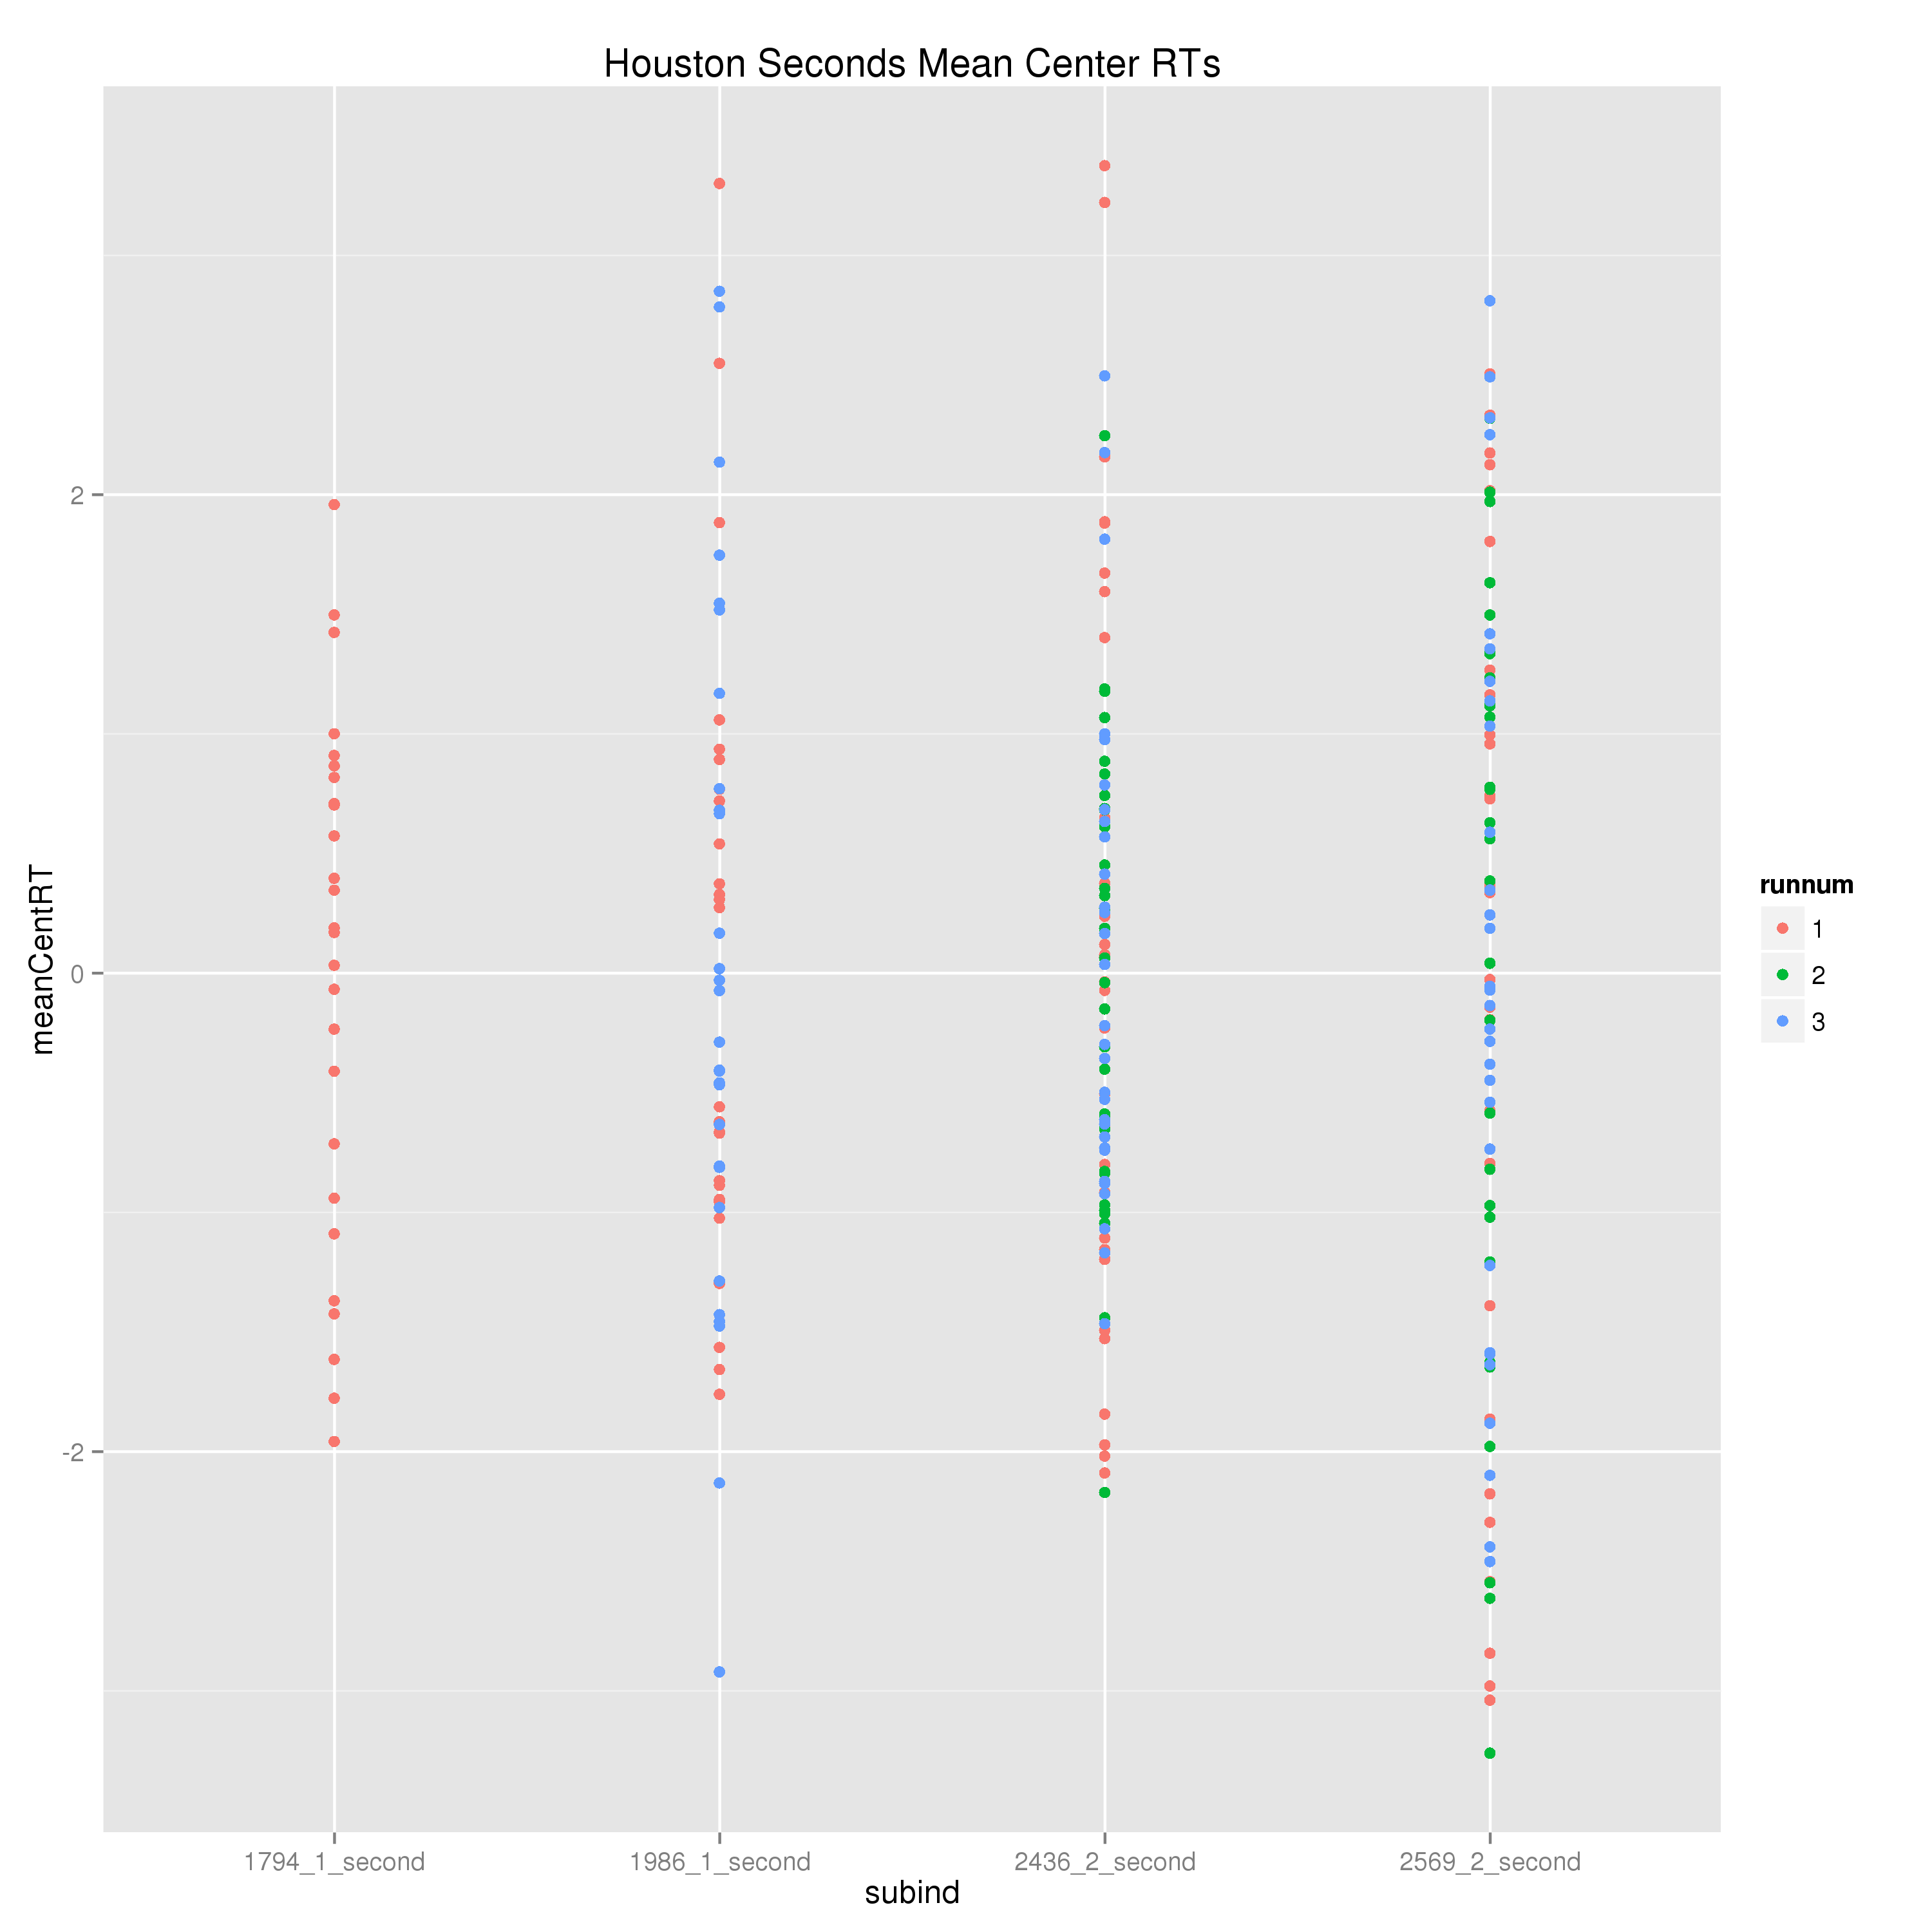 Houston Seconds Mean Center RTs
meanCentRT
2
0
-2
1794_1_second
1986_1_second
2436_2_second
2569_2_second
subind
runnum
1
2
3